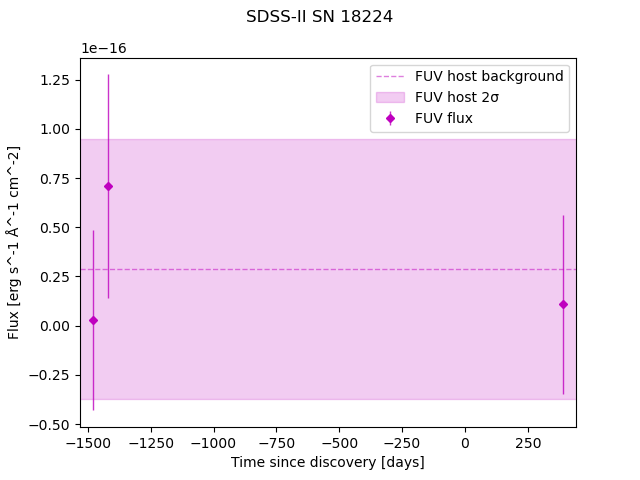 SDSS-II SN 18224
1e−16
FUV host background
FUV host 2σ
FUV flux
1.25
1.00
0.75
0.50
0.25
0.00
−0.25
−0.50
Flux [erg s^-1 Å^-1 cm^-2]
−1500 −1250 −1000 −750 −500 −250 0 250
Time since discovery [days]